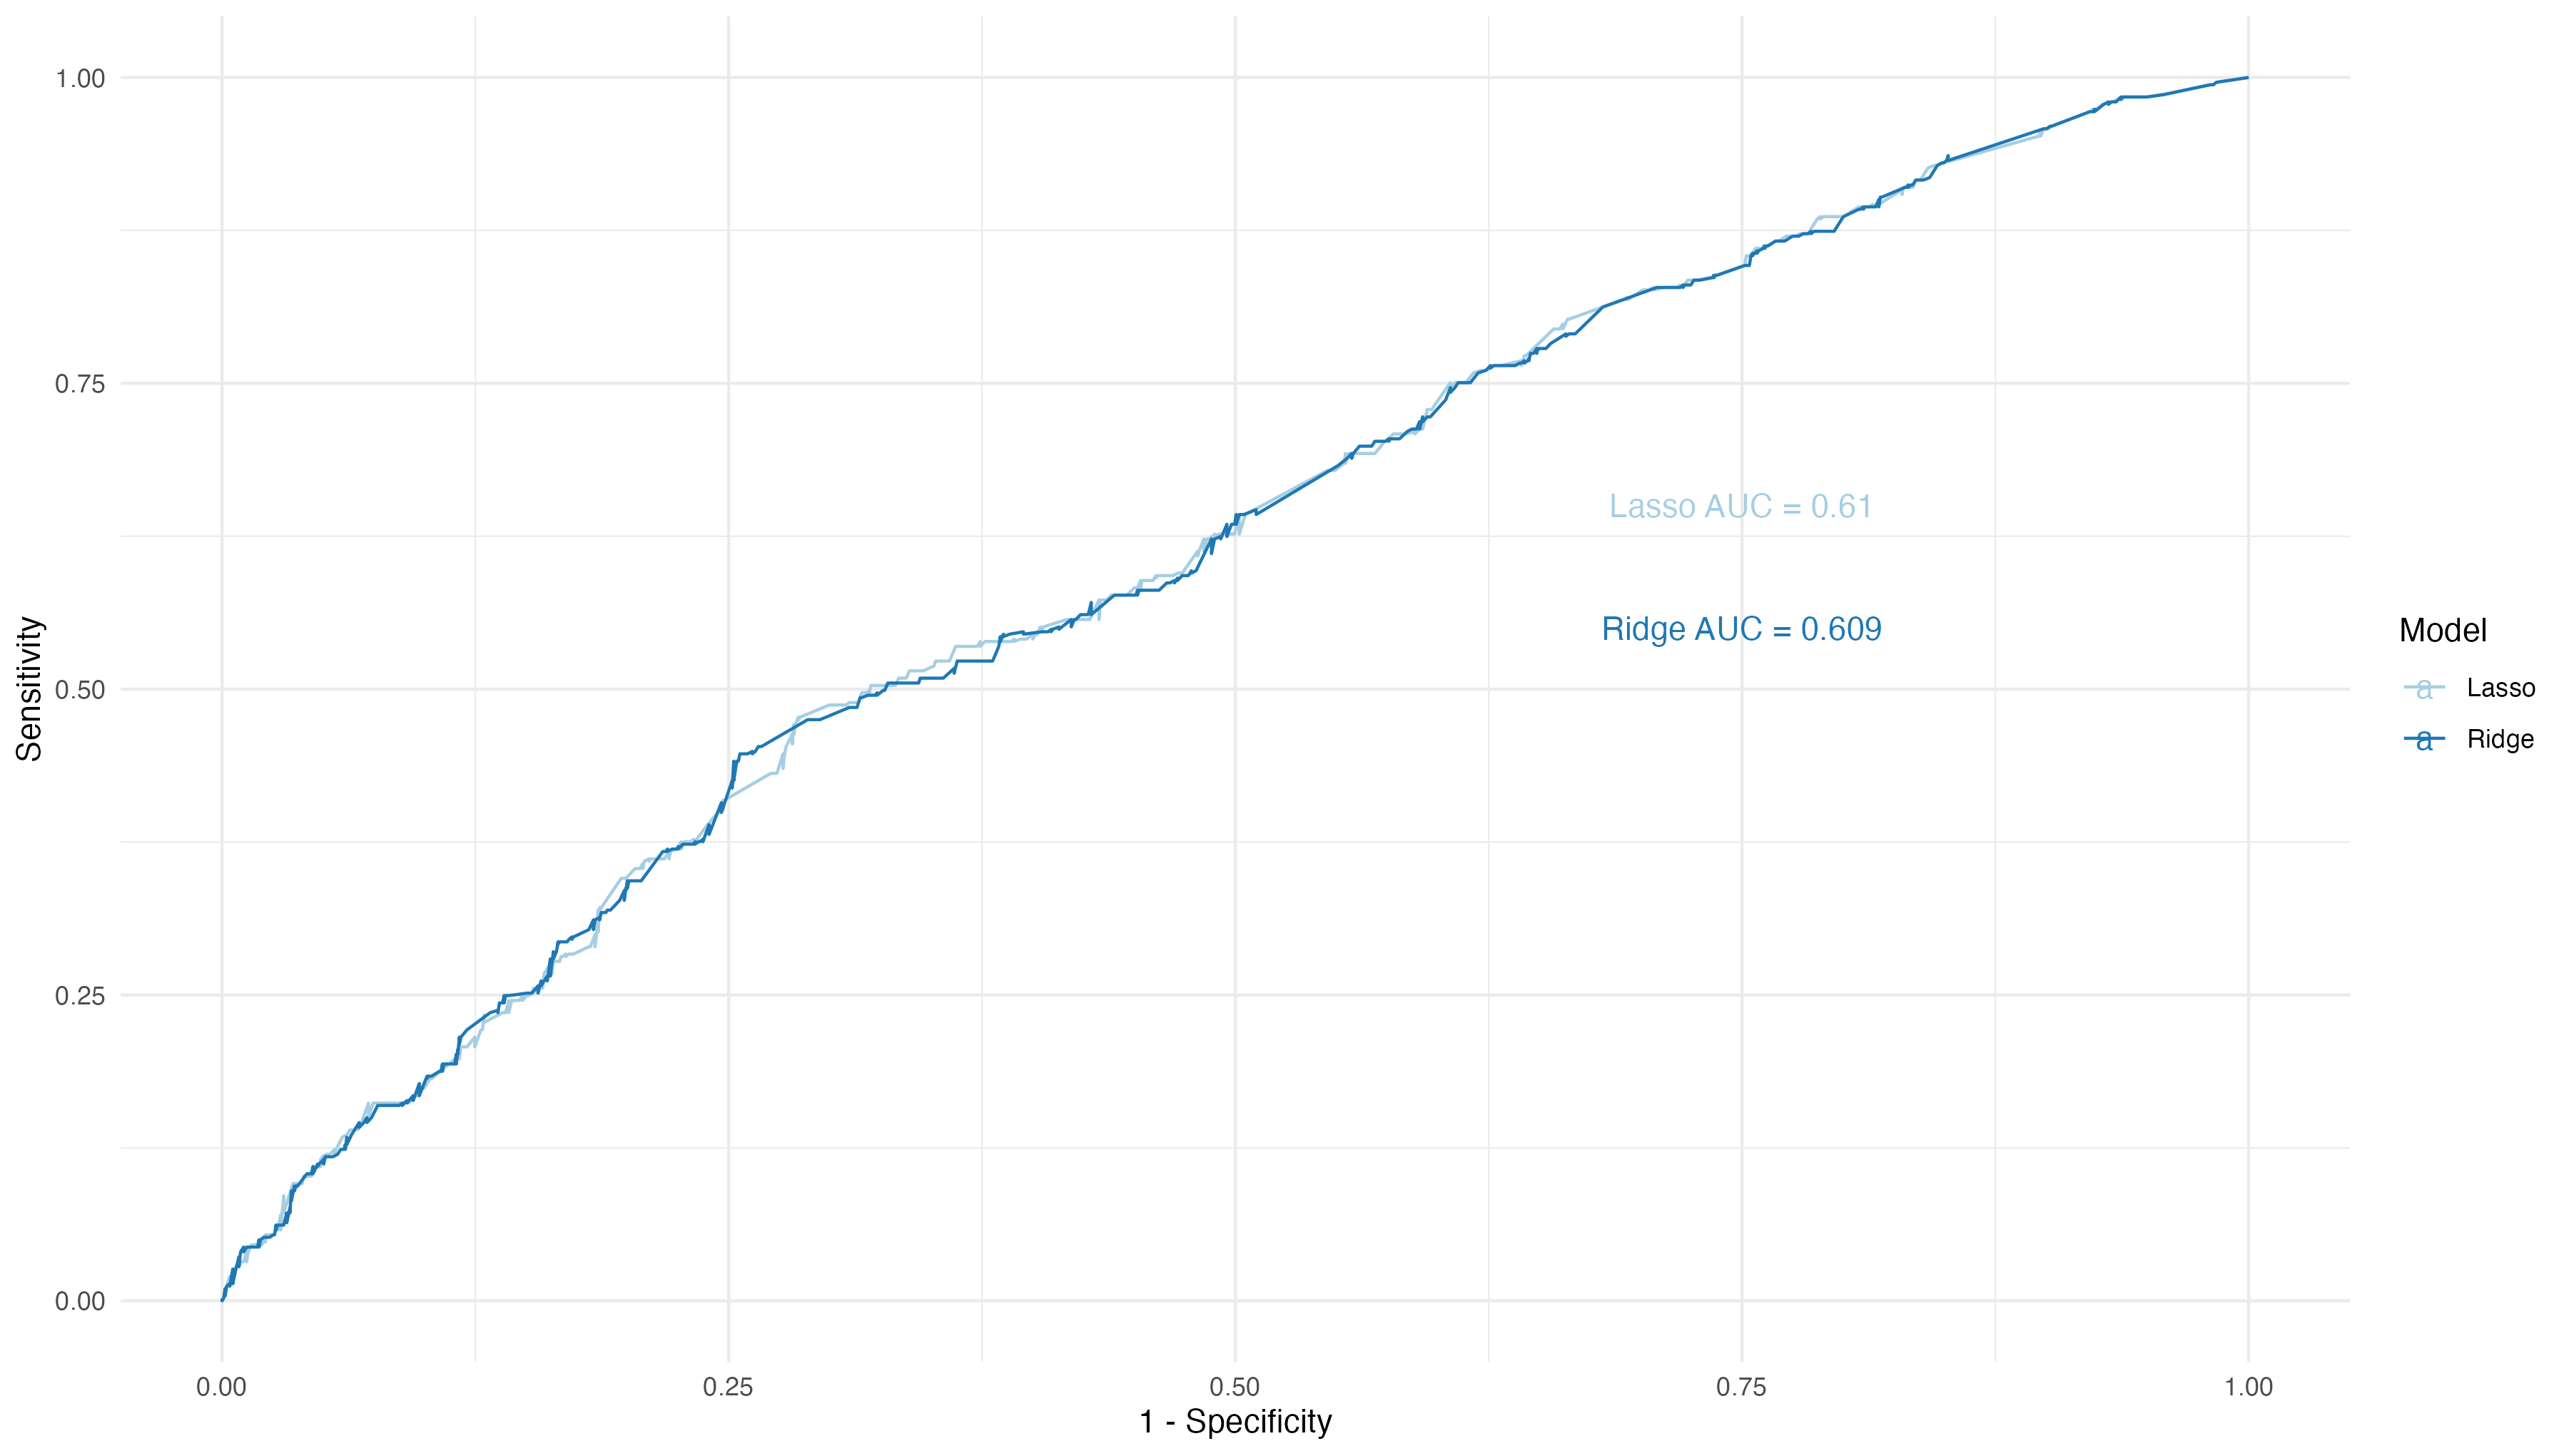 1.00
0.75
0.50
0.25
0.00
Sensitivity
Lasso AUC = 0.61
Ridge AUC = 0.609
0.00 0.25 0.50 0.75 1.00
1 - Specificity
Model
a Lasso
a Ridge